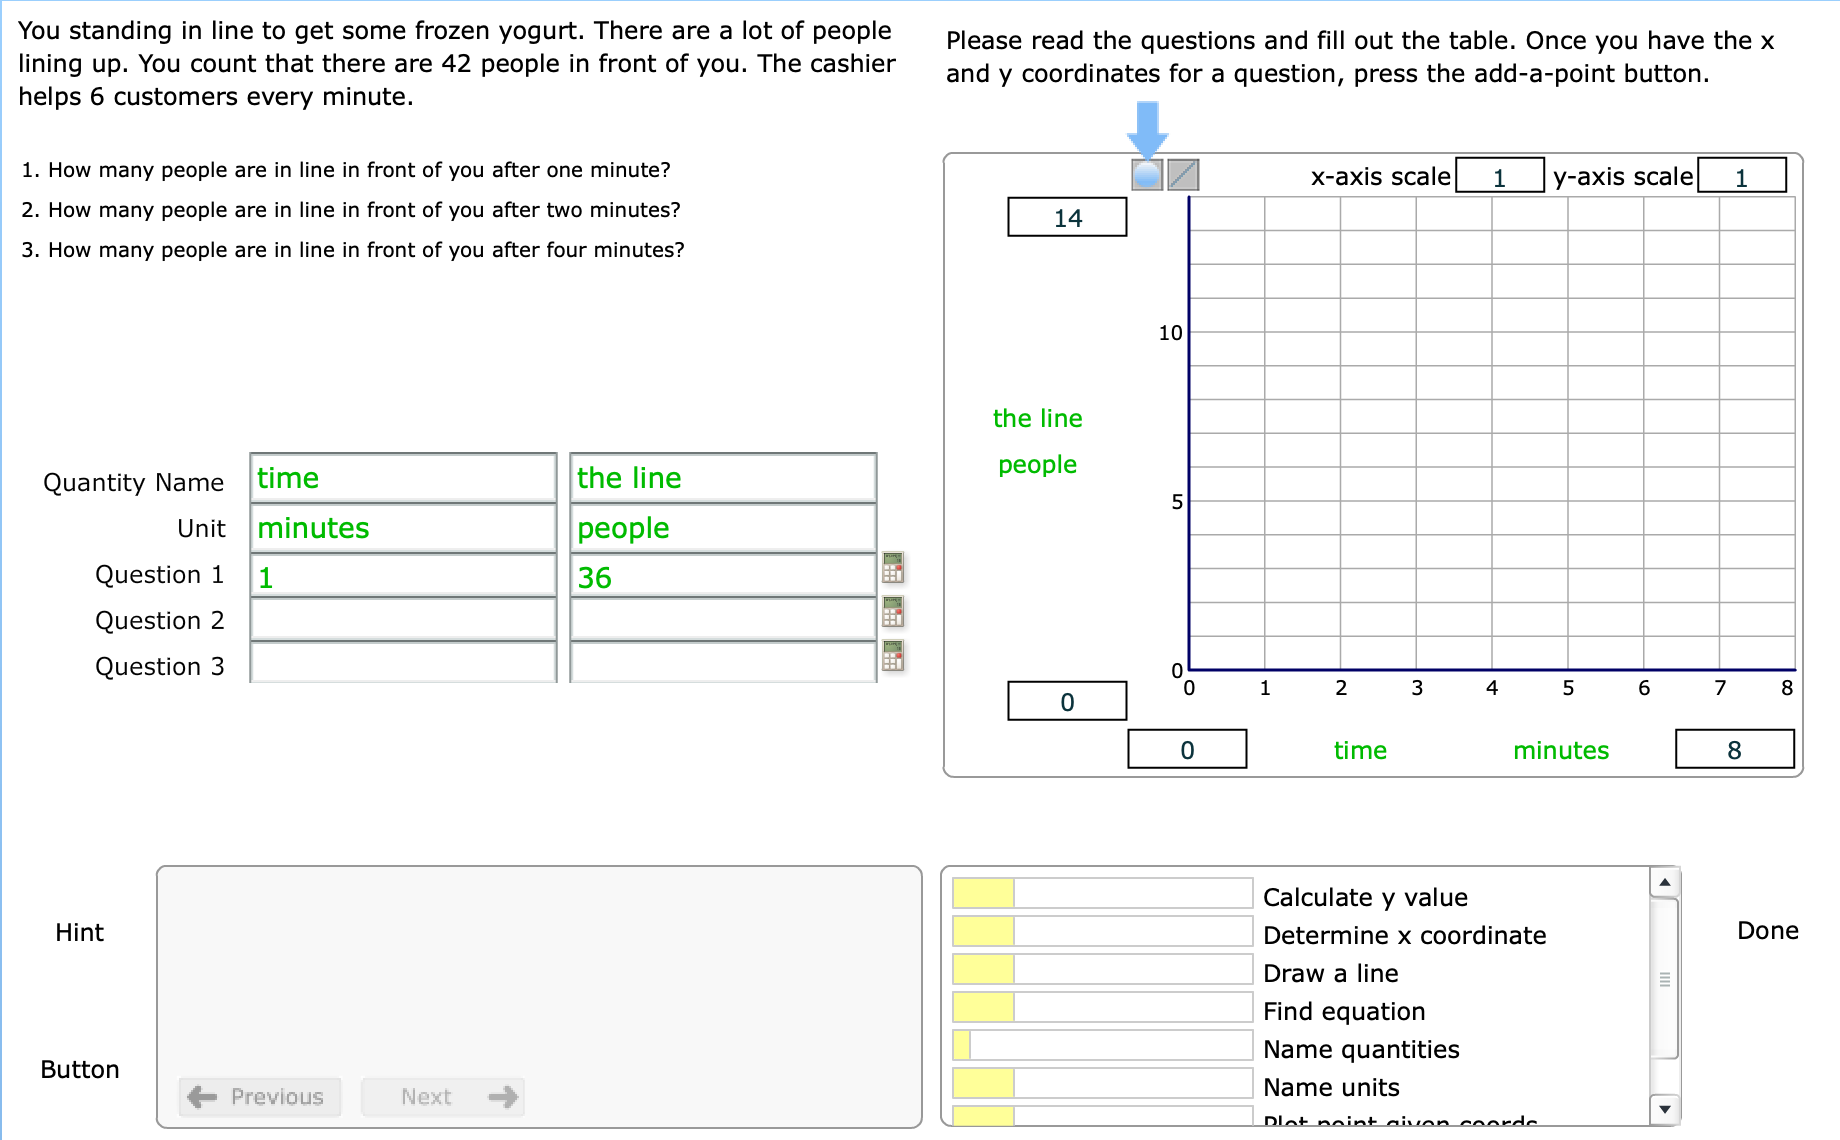 You standing in line to get some frozen yogurt. There are a lot of people
lining up. You count that there are 42 people in front of you. The cashier
helps 6 customers every minute.
1. How many people are in line in front of you after one minute?
2. How many people are in line in front of you after two minutes?
3. How many people are in line in front of you after four minutes?
Quantity Name time the line
Unit minutes people
Question 1 1 36
Question 2
Question 3
Please read the questions and fill out the table. Once you have the x
and y coordinates for a question, press the add-a-point button.
x-axis scale 1 y-axis scale 1
14
10
the line
people
5
0
0 1 2 3 4 5 6 7 8
0
0 time minutes 8
Hint
Button
Previous Next
Calculate y value
Determine x coordinate
Draw a line
Find equation
Name quantities
Name units
Plot point given coords
Done